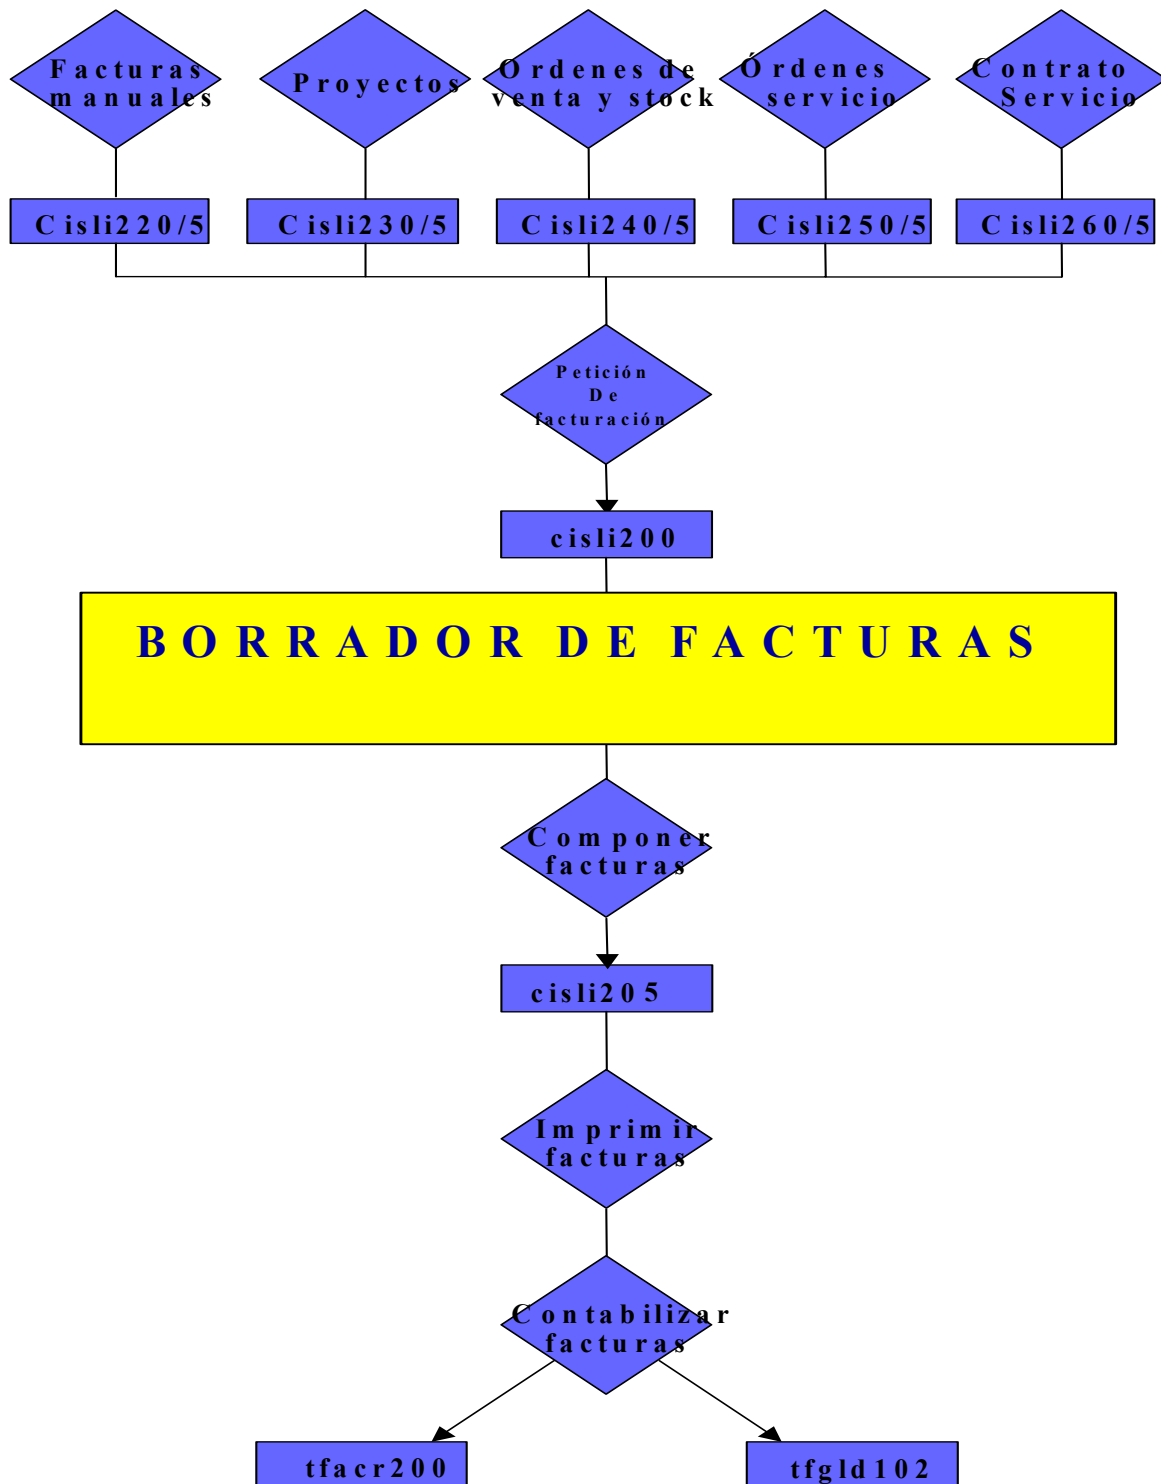 Facturas
manuales
Proyectos
Ordenes de
venta y stock
Órdenes
servicio
Contrato
Servicio
Cisli220/5
Cisli230/5
Cisli240/5
Cisli250/5
Cisli260/5
Petición
De
facturación
cisli200
BORRADOR DE FACTURAS
Componer
facturas
cisli205
Imprimir
facturas
Contabilizar
facturas
tfacr200
tfgld102